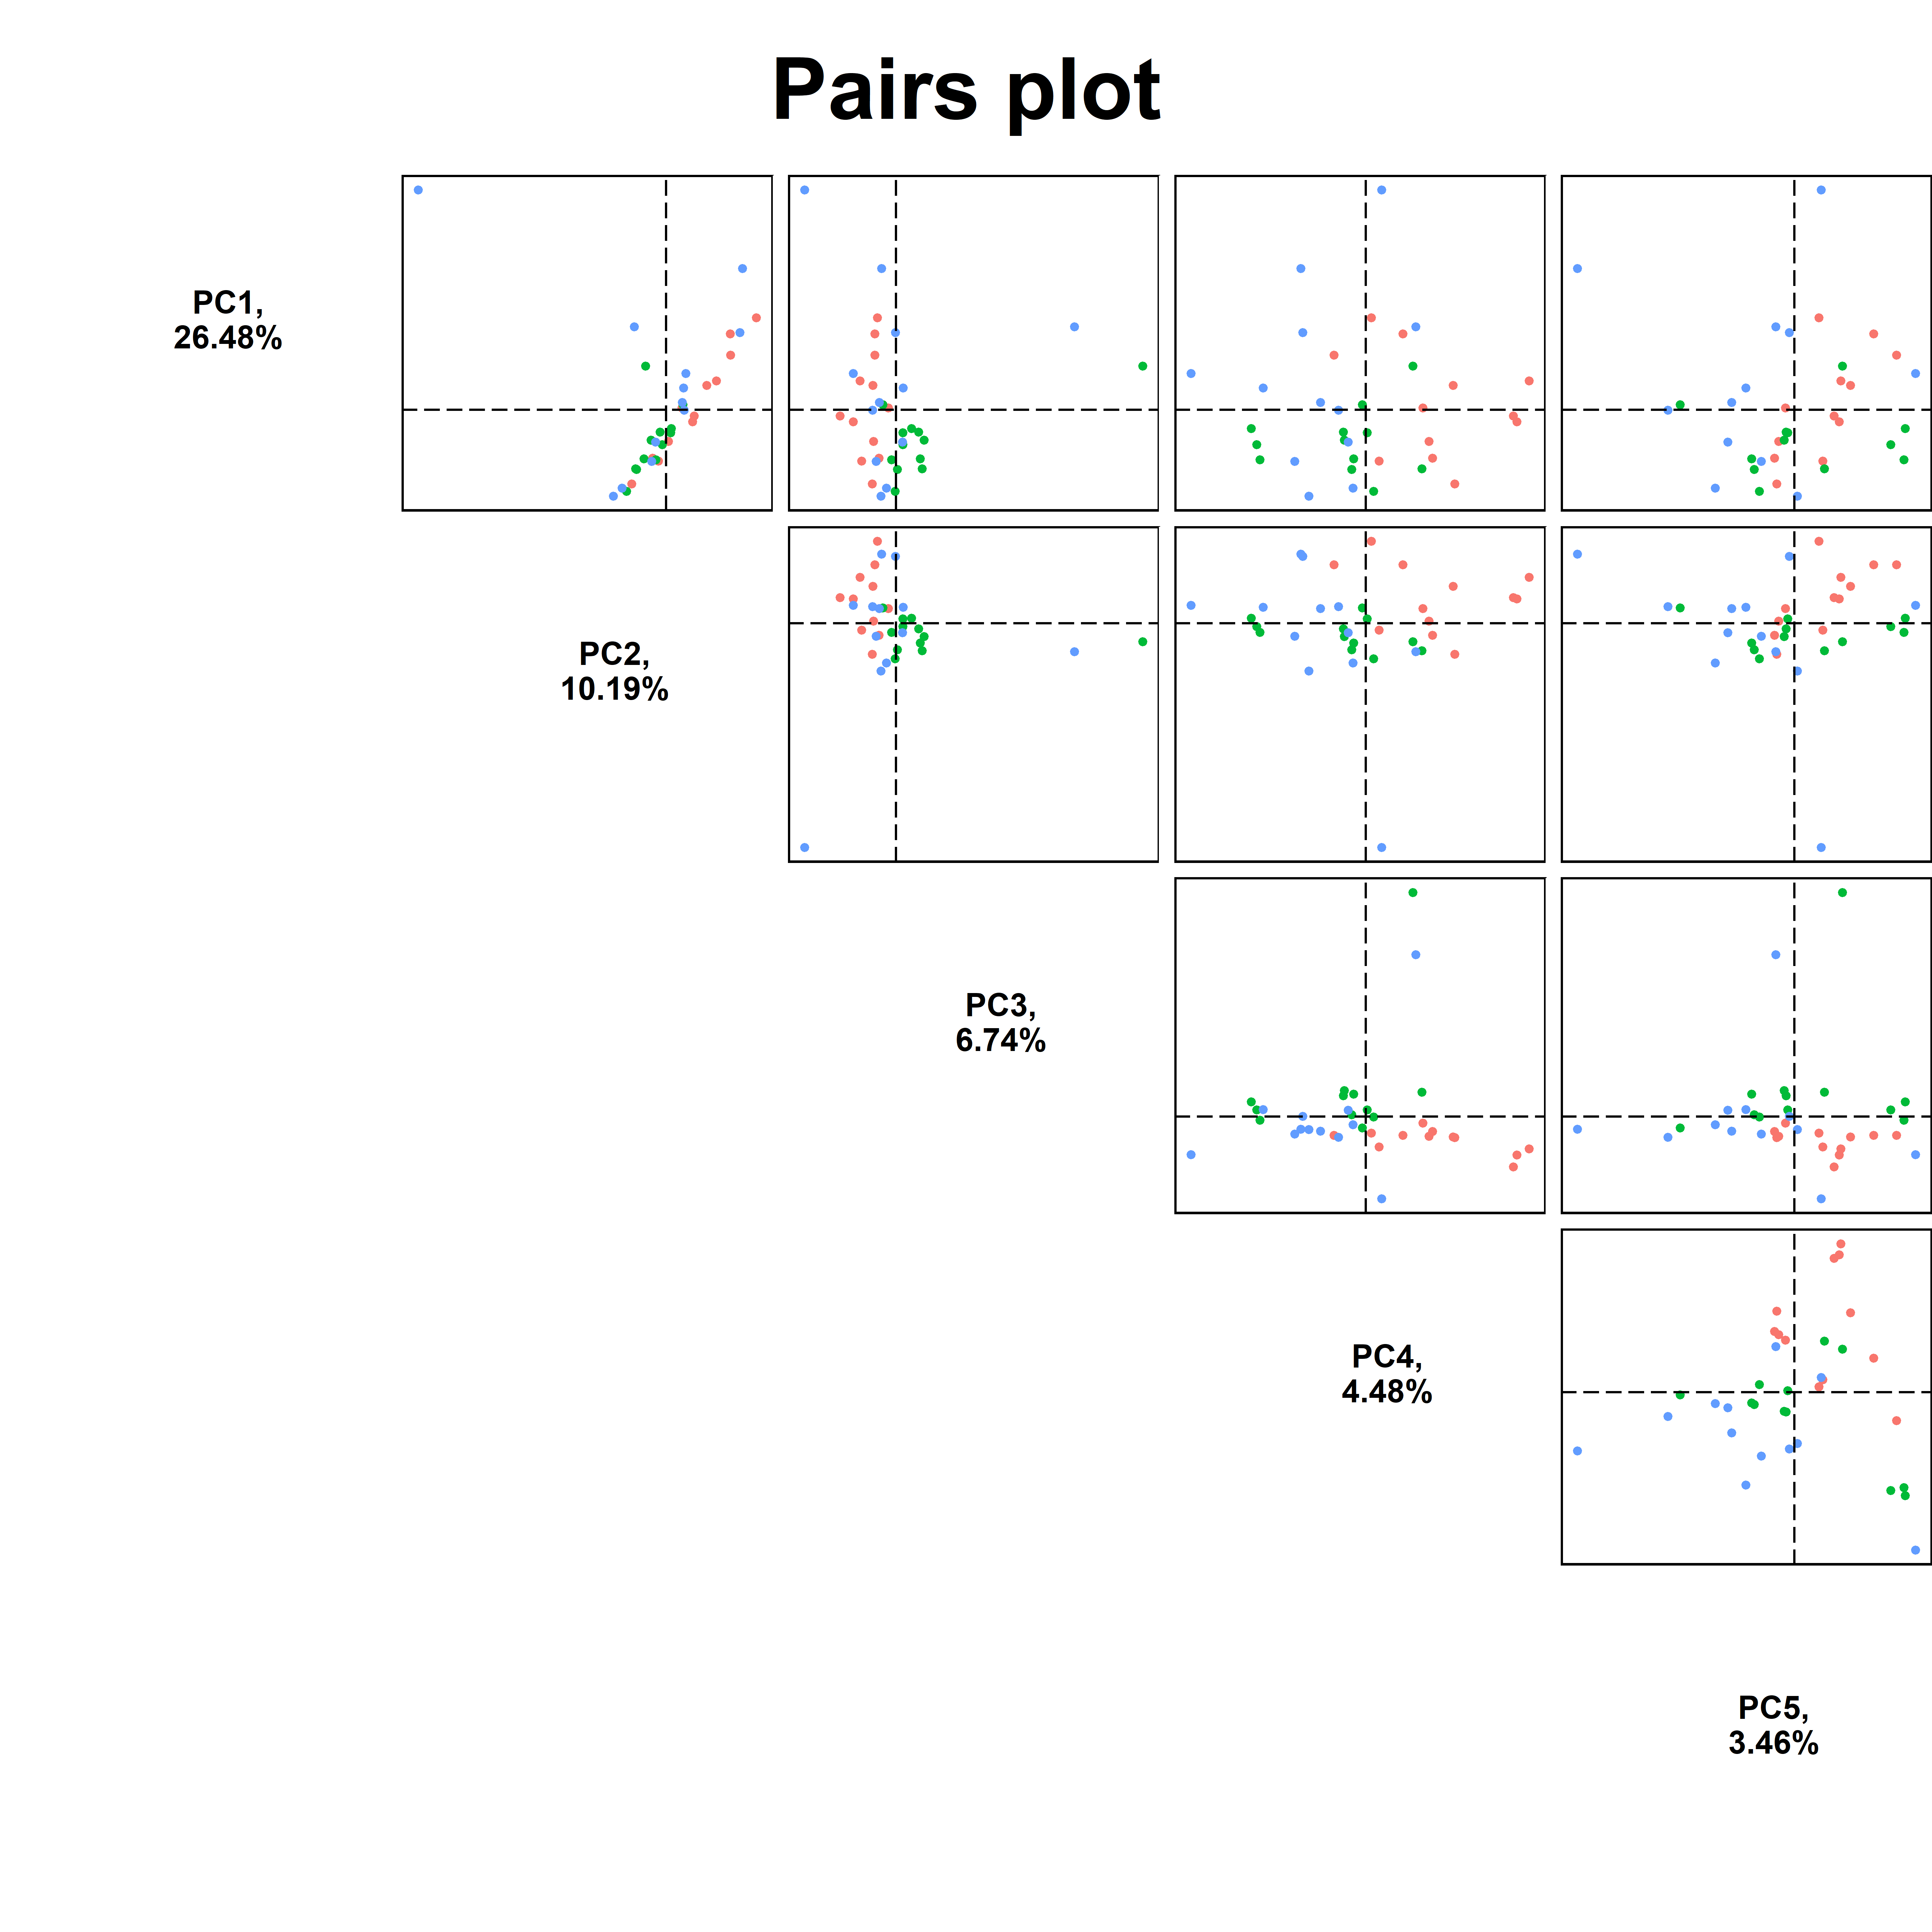 Pairs plot
PC1,
26.48%
PC2,
10.19%
PC3,
6.74%
PC4,
4.48%
PC5,
3.46%